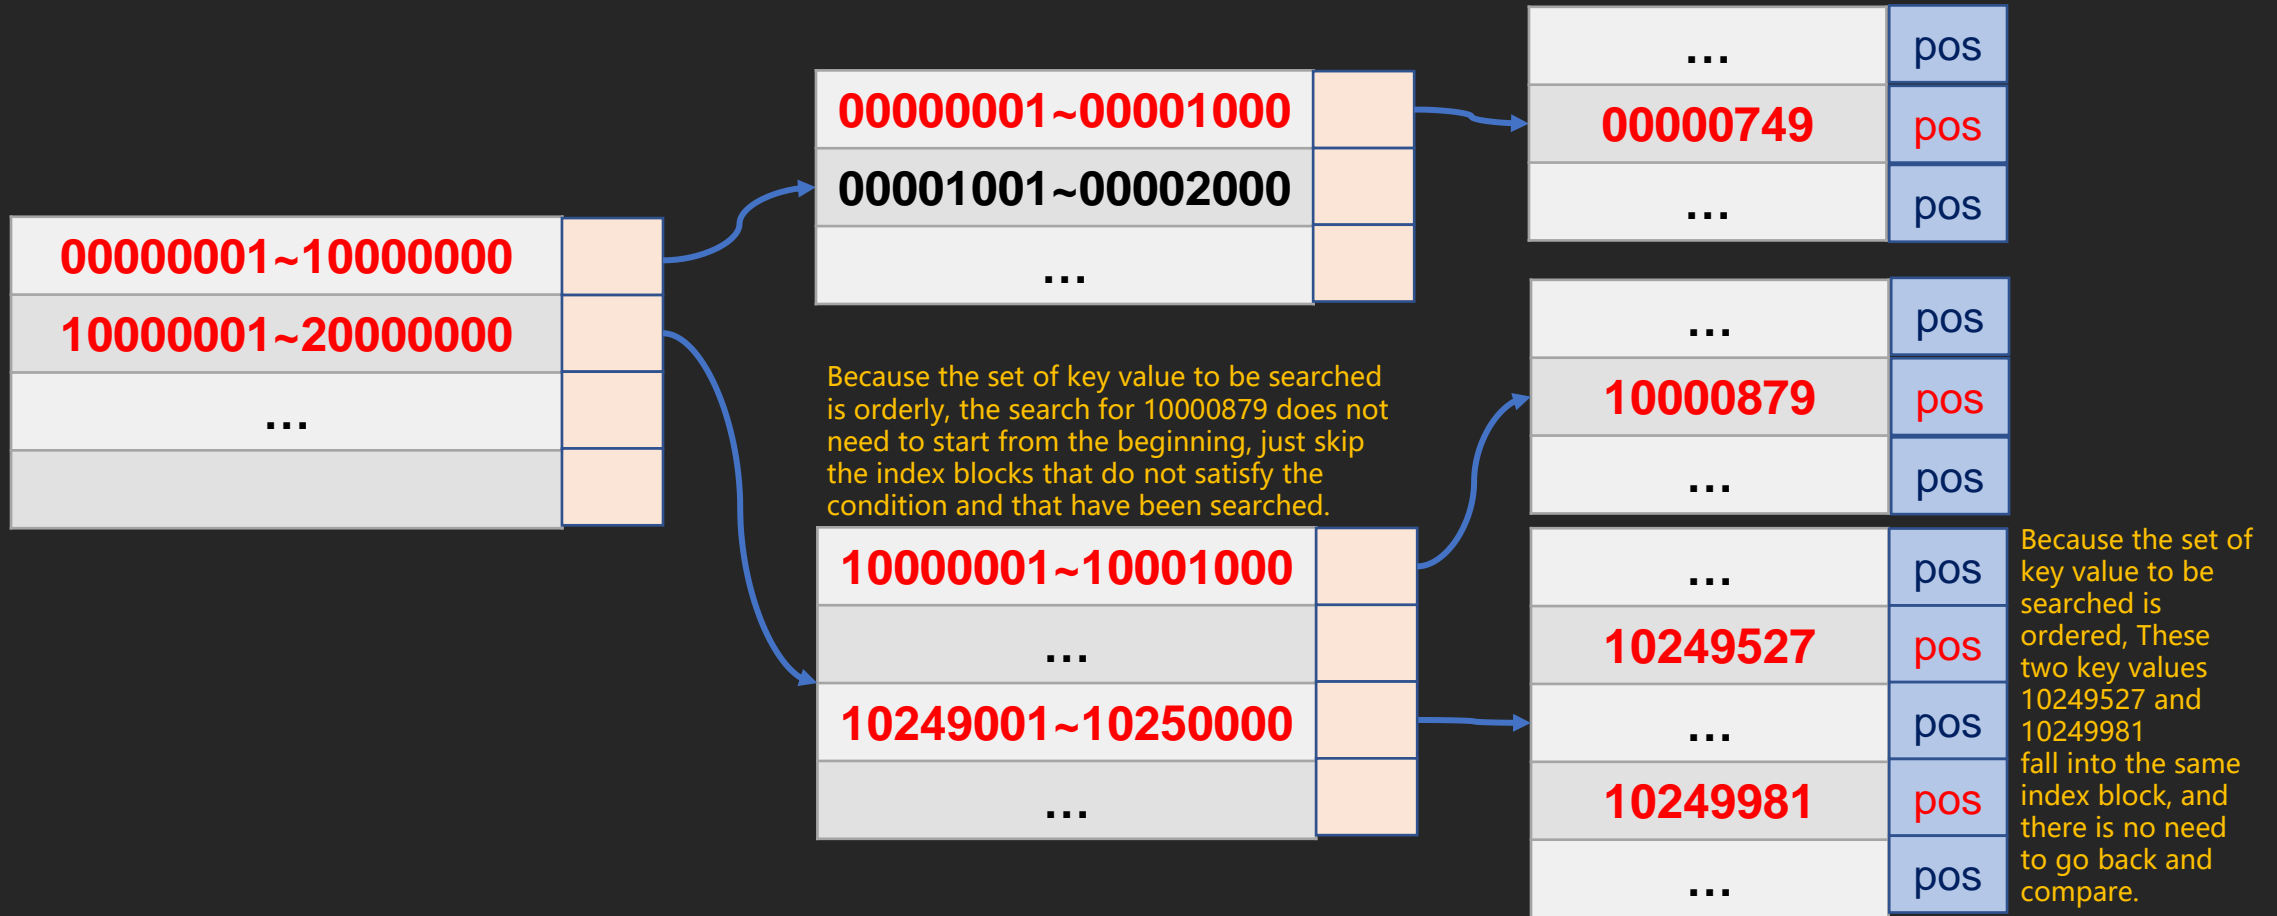 00000001~10000000
10000001~20000000
...
00000001~00001000
00001001~00002000
...
Because the set of key value to be searched
is orderly, the search for 10000879 does not
need to start from the beginning, just skip
the index blocks that do not satisfy the
condition and that have been searched.
10000001~10001000
...
10249001~10250000
...
... pos
00000749 pos
... pos
... pos
10000879 pos
... pos
... pos
10249527 pos
... pos
10249981 pos
... pos
Because the set of
key value to be
searched is
ordered, These
two key values
10249527 and
10249981
fall into the same
index block, and
there is no need
to go back and
compare.